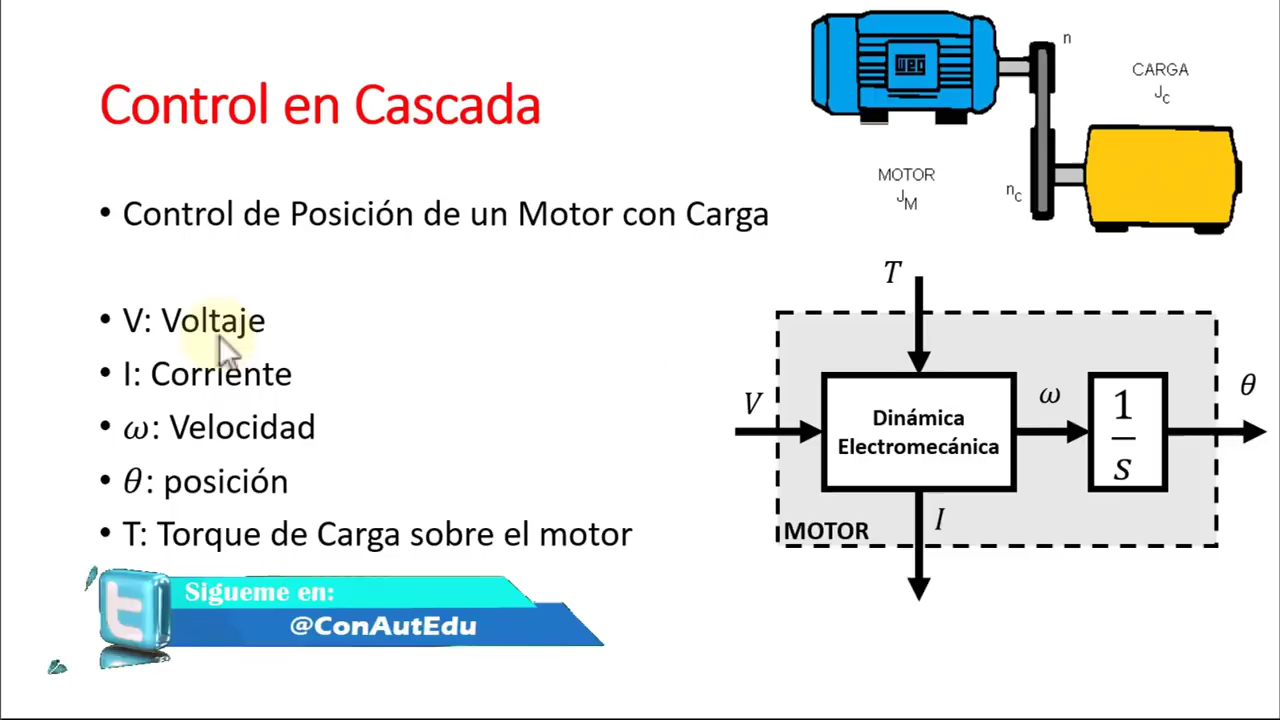 Control en Cascada
• Control de Posición de un Motor con Carga
• V: Voltaje
• I: Corriente
• ω: Velocidad
• θ: posición
• T: Torque de Carga sobre el motor
Sigueme en:
@ConAutEdu
WEG
n
CARGA
J_C
MOTOR
J_M
n_C
T
V
Dinámica
Electromecánica
ω
1
s
θ
I
MOTOR